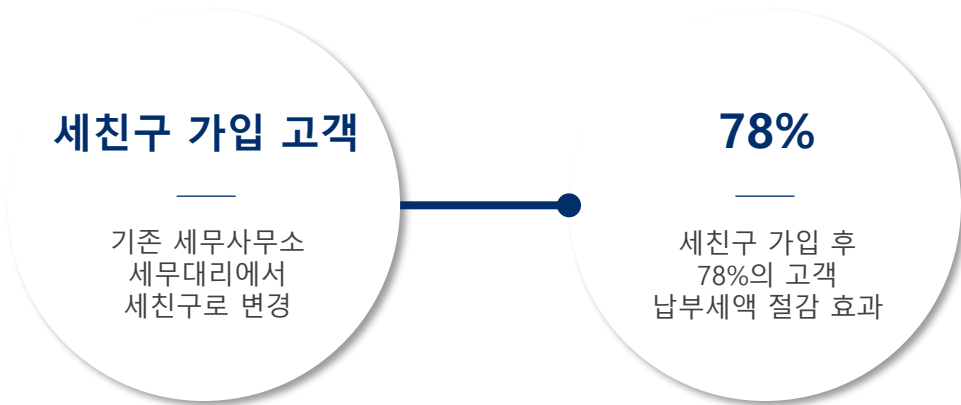 세친구 가입 고객
기존 세무사무소
세무대리에서
세친구로 변경
78%
세친구 가입 후
78%의 고객
납부세액 절감 효과